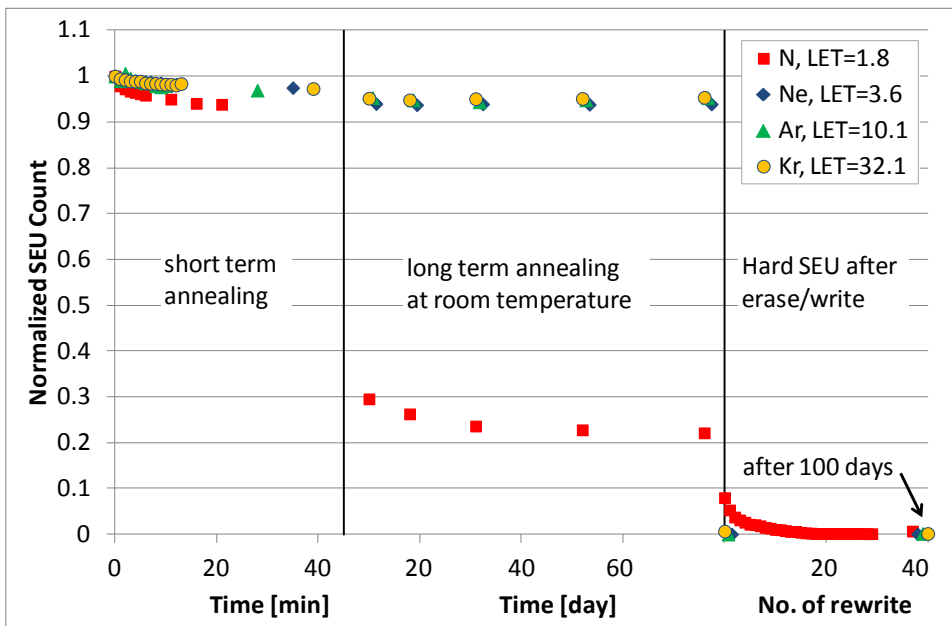 Normalized SEU Count
1.1
1
0.9
0.8
0.7
0.6
0.5
0.4
0.3
0.2
0.1
0
N, LET=1.8
Ne, LET=3.6
Ar, LET=10.1
Kr, LET=32.1
short term
annealing
long term annealing
at room temperature
Hard SEU after
erase/write
after 100 days
0 20 40 0 20 40 60 20 40
Time [min] Time [day] No. of rewrite